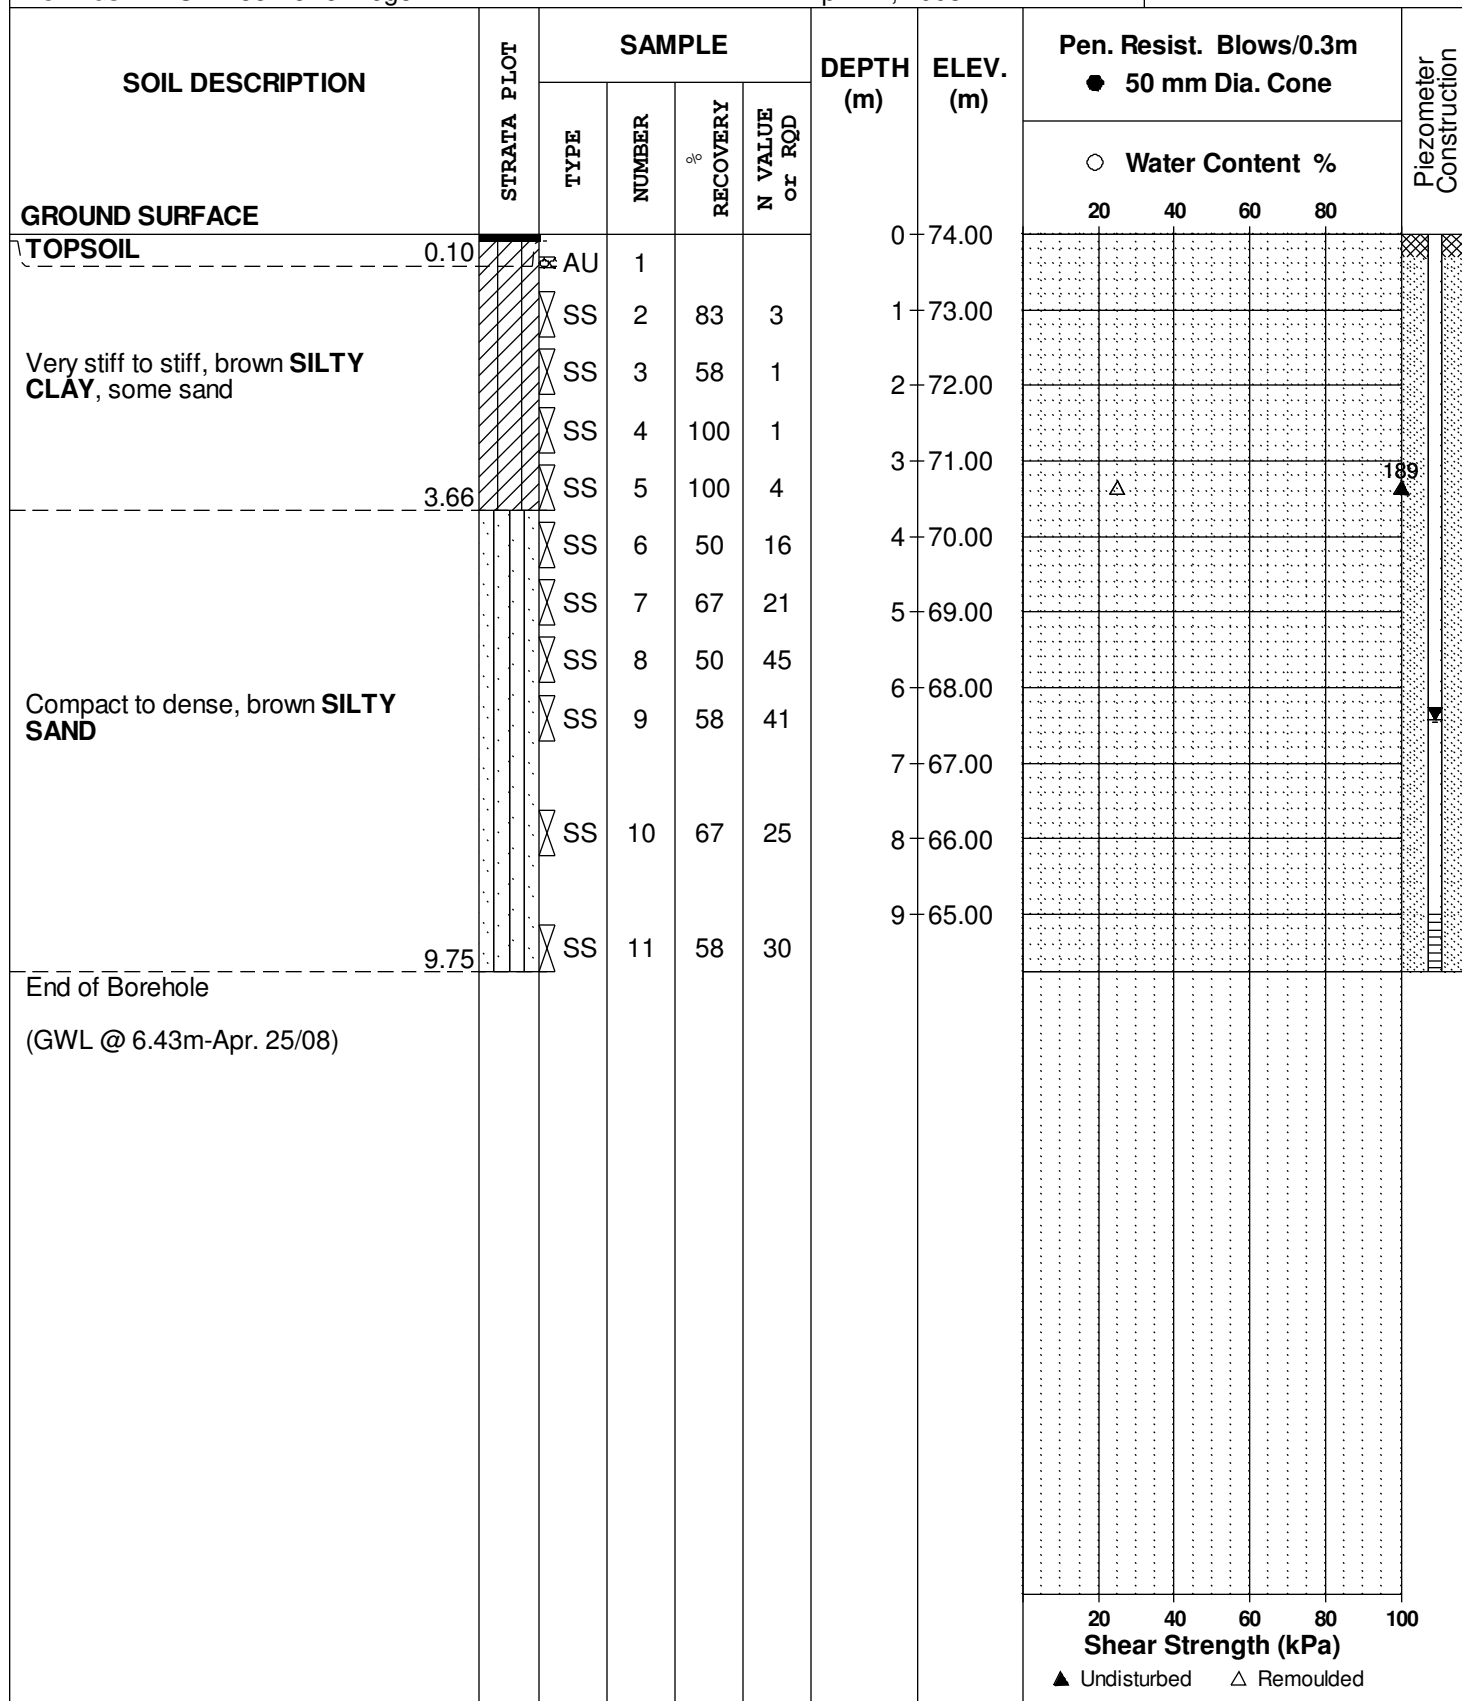 SOIL DESCRIPTION
GROUND SURFACE
STRATA PLOT
SAMPLE
TYPE
NUMBER
%
RECOVERY
N VALUE
or RQD
DEPTH
(m)
ELEV.
(m)
Pen. Resist. Blows/0.3m
● 50 mm Dia. Cone
○ Water Content %
20 40 60 80
Piezometer
Construction
0 74.00
TOPSOIL 0.10
AU 1
SS 2 83 3
1 73.00
Very stiff to stiff, brown SILTY
CLAY, some sand
SS 3 58 1
2 72.00
SS 4 100 1
3 71.00
189
SS 5 100 4
3.66
SS 6 50 16
4 70.00
SS 7 67 21
5 69.00
SS 8 50 45
6 68.00
Compact to dense, brown SILTY
SAND
SS 9 58 41
7 67.00
SS 10 67 25
8 66.00
9 65.00
SS 11 58 30
9.75
End of Borehole
(GWL @ 6.43m-Apr. 25/08)
20 40 60 80 100
Shear Strength (kPa)
▲ Undisturbed △ Remoulded